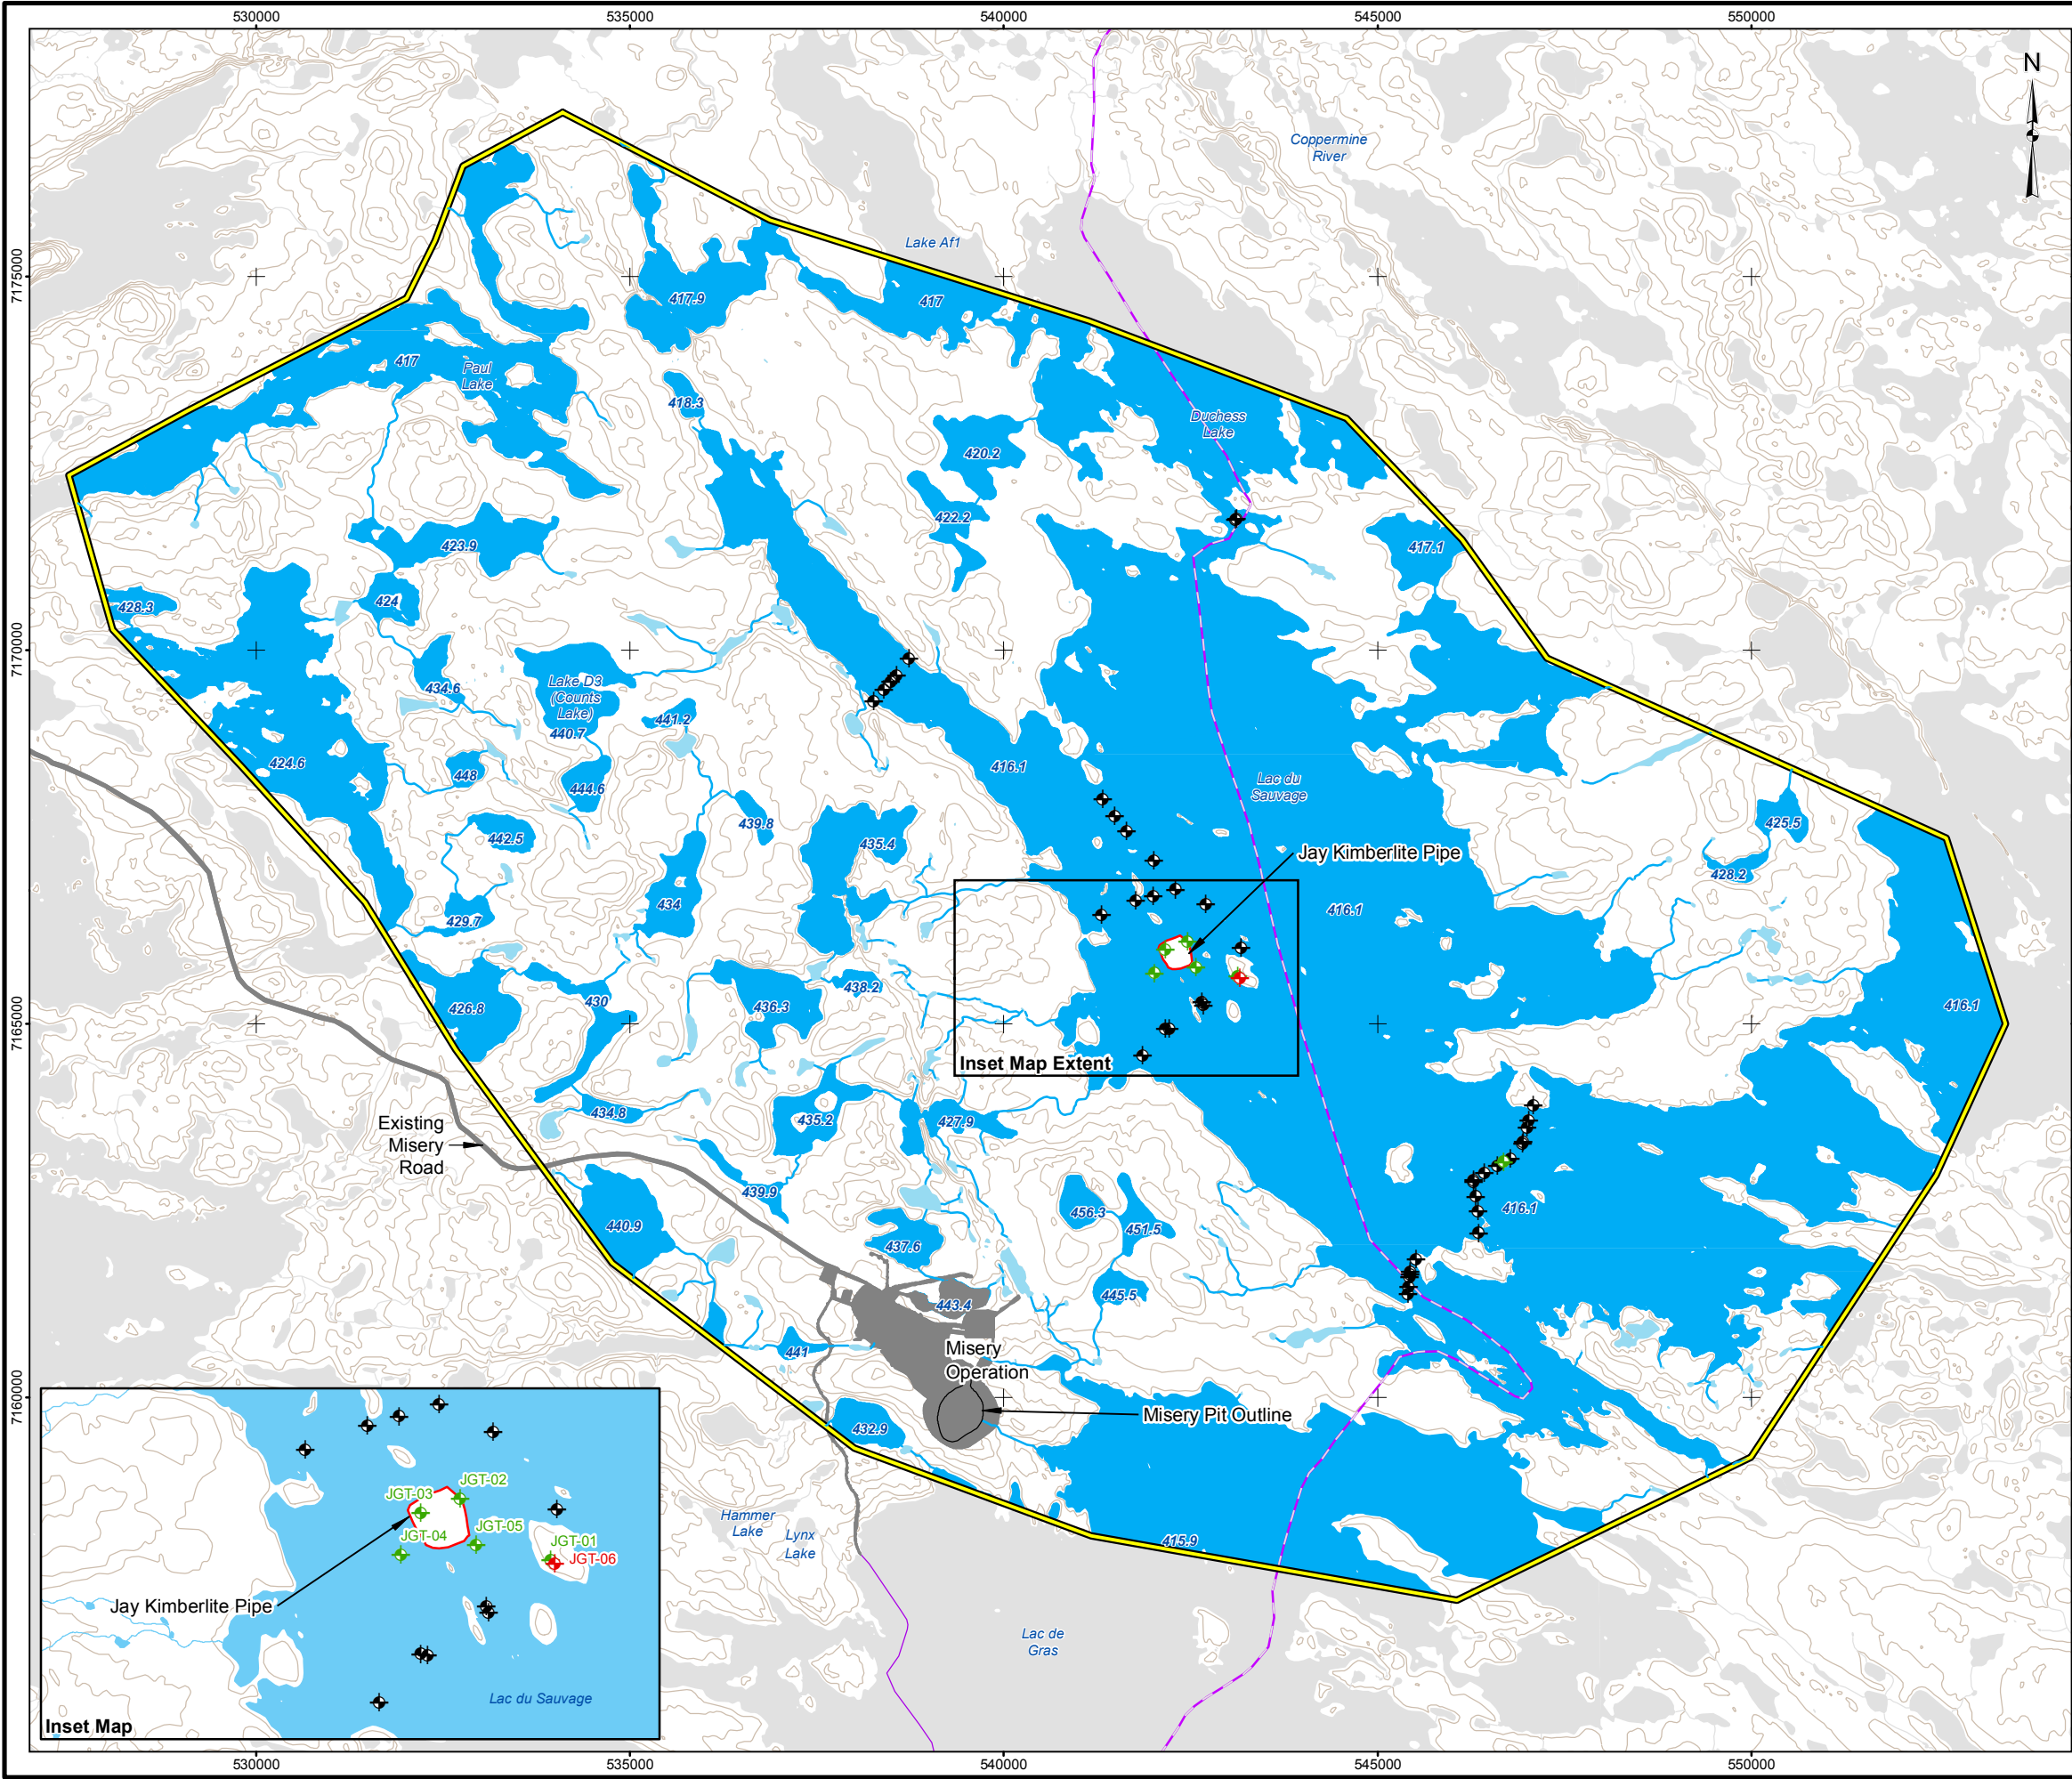 530000
535000
540000
545000
550000
N
Coppermine
River
Lake Af1
7175000
417.9
417
417
Paul
Lake
418.3
Duchess
Lake
420.2
422.2
423.9
417.1
424
428.3
7170000
434.6
Lake D3
(Counts
Lake)
440.7
441.2
424.6
448
444.6
416.1
Lac du
Sauvage
439.8
442.5
435.4
425.5
Jay Kimberlite Pipe
428.2
429.7
434
416.1
426.8
430
436.3
438.2
416.1
7165000
Inset Map Extent
434.8
435.2
427.9
Existing
Misery
Road
439.9
440.9
456.3
451.5
416.1
437.6
443.4
445.5
441
Misery
Operation
7160000
Misery Pit Outline
432.9
JGT-02
JGT-03
JGT-05
JGT-04
JGT-01
JGT-06
Jay Kimberlite Pipe
Lac du Sauvage
Inset Map
Hammer
Lake
Lynx
Lake
415.9
Lac de
Gras
530000
535000
540000
545000
550000